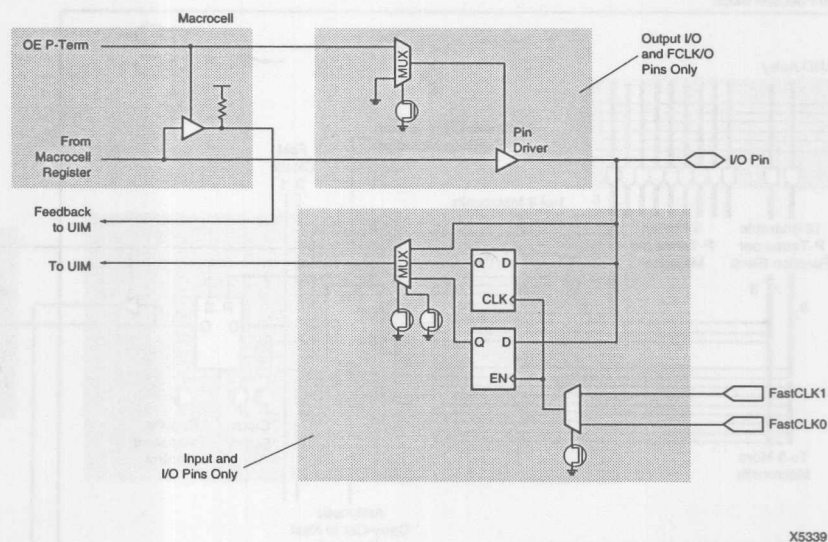 Macrocell
OE P-Term
MUX
Output I/O
and FCLK/O
Pins Only
From
Macrocell
Register
Pin
Driver
I/O Pin
Feedback
to UIM
To UIM
MUX
Q D
CLK
Q D
EN
FastCLK1
FastCLK0
Input and
I/O Pins Only
X5339